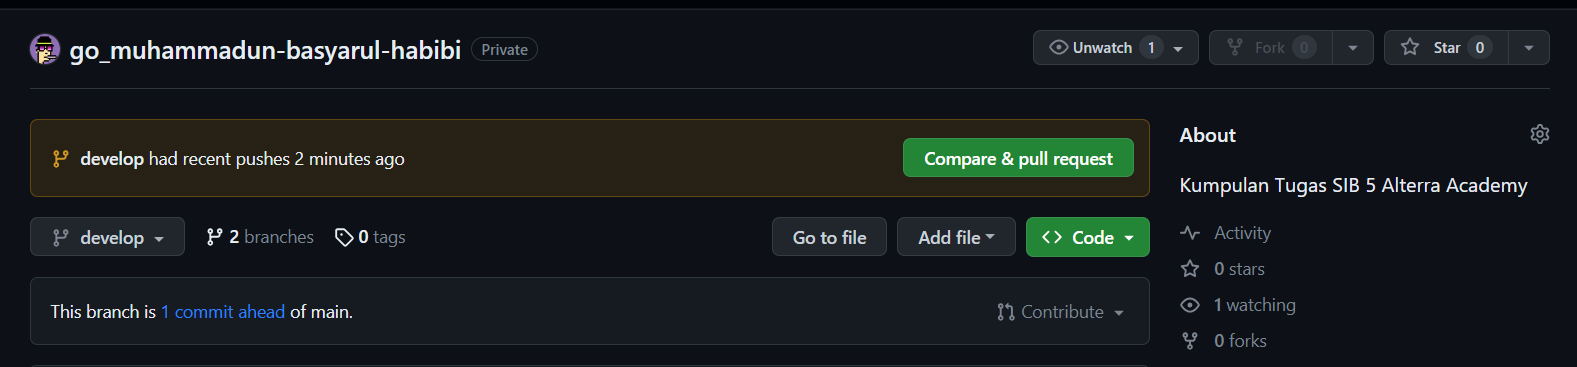 go_muhammadun-basyarul-habibi Private Unwatch 1 Fork 0 Star 0
develop had recent pushes 2 minutes ago Compare & pull request
develop 2 branches 0 tags Go to file Add file Code
This branch is 1 commit ahead of main. Contribute
About
Kumpulan Tugas SIB 5 Alterra Academy
Activity
0 stars
1 watching
0 forks